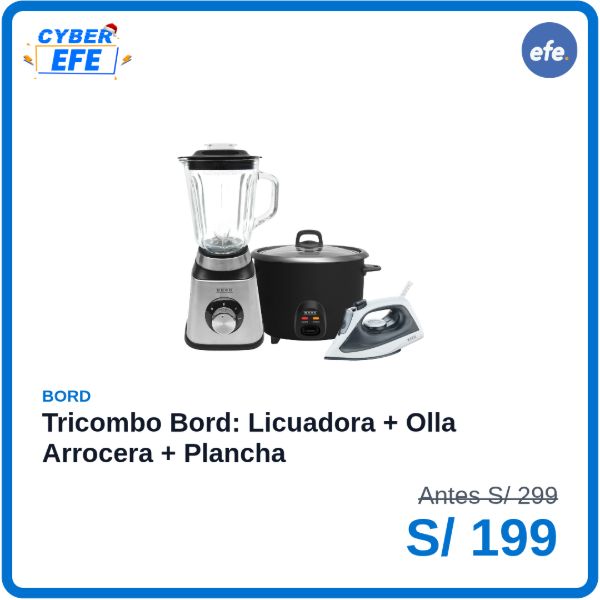 CYBER
EFE
efe.
BORD
Tricombo Bord: Licuadora + Olla
Arrocera + Plancha
Antes S/ 299
S/ 199